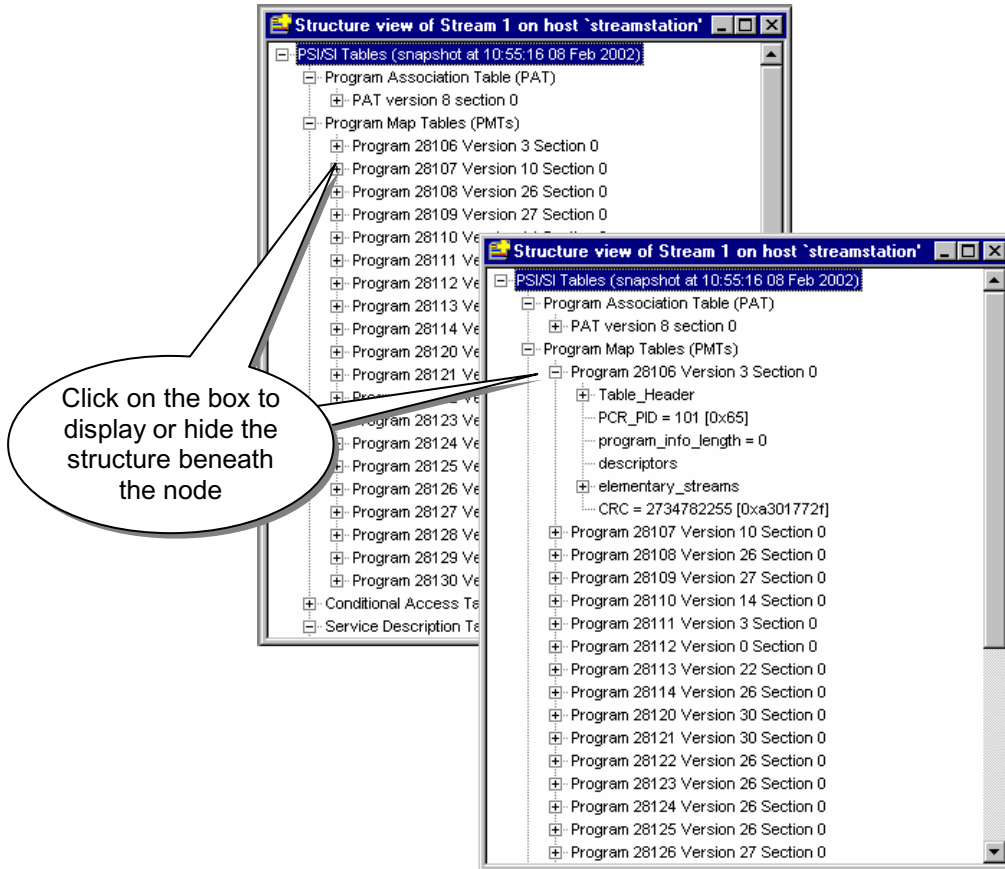 Structure view of Stream 1 on host `streamstation'
PSI/SI Tables (snapshot at 10:55:16 08 Feb 2002)
Program Association Table (PAT)
PAT version 8 section 0
Program Map Tables (PMTs)
Program 28106 Version 3 Section 0
Program 28107 Version 10 Section 0
Program 28108 Version 26 Section 0
Program 28109 Version 27 Section 0
Program 28110 Ve
Program 28111 Ve
Program 28112 Ve
Program 28113 Ve
Program 28114 Ve
Program 28120 Ve
Program 28121 Ve
Program 28123 Ve
Program 28124 Ve
Program 28125 Ve
Program 28126 Ve
Program 28127 Ve
Program 28128 Ve
Program 28129 Ve
Program 28130 Ve
Conditional Access Ta
Service Description Ta
Click on the box to
display or hide the
structure beneath
the node
Structure view of Stream 1 on host `streamstation'
PSI/SI Tables (snapshot at 10:55:16 08 Feb 2002)
Program Association Table (PAT)
PAT version 8 section 0
Program Map Tables (PMTs)
Program 28106 Version 3 Section 0
Table_Header
PCR_PID = 101 [0x65]
program_info_length = 0
descriptors
elementary_streams
CRC = 2734782255 [0xa301772f]
Program 28107 Version 10 Section 0
Program 28108 Version 26 Section 0
Program 28109 Version 27 Section 0
Program 28110 Version 14 Section 0
Program 28111 Version 3 Section 0
Program 28112 Version 0 Section 0
Program 28113 Version 22 Section 0
Program 28114 Version 26 Section 0
Program 28120 Version 30 Section 0
Program 28121 Version 30 Section 0
Program 28122 Version 26 Section 0
Program 28123 Version 26 Section 0
Program 28124 Version 26 Section 0
Program 28125 Version 26 Section 0
Program 28126 Version 27 Section 0